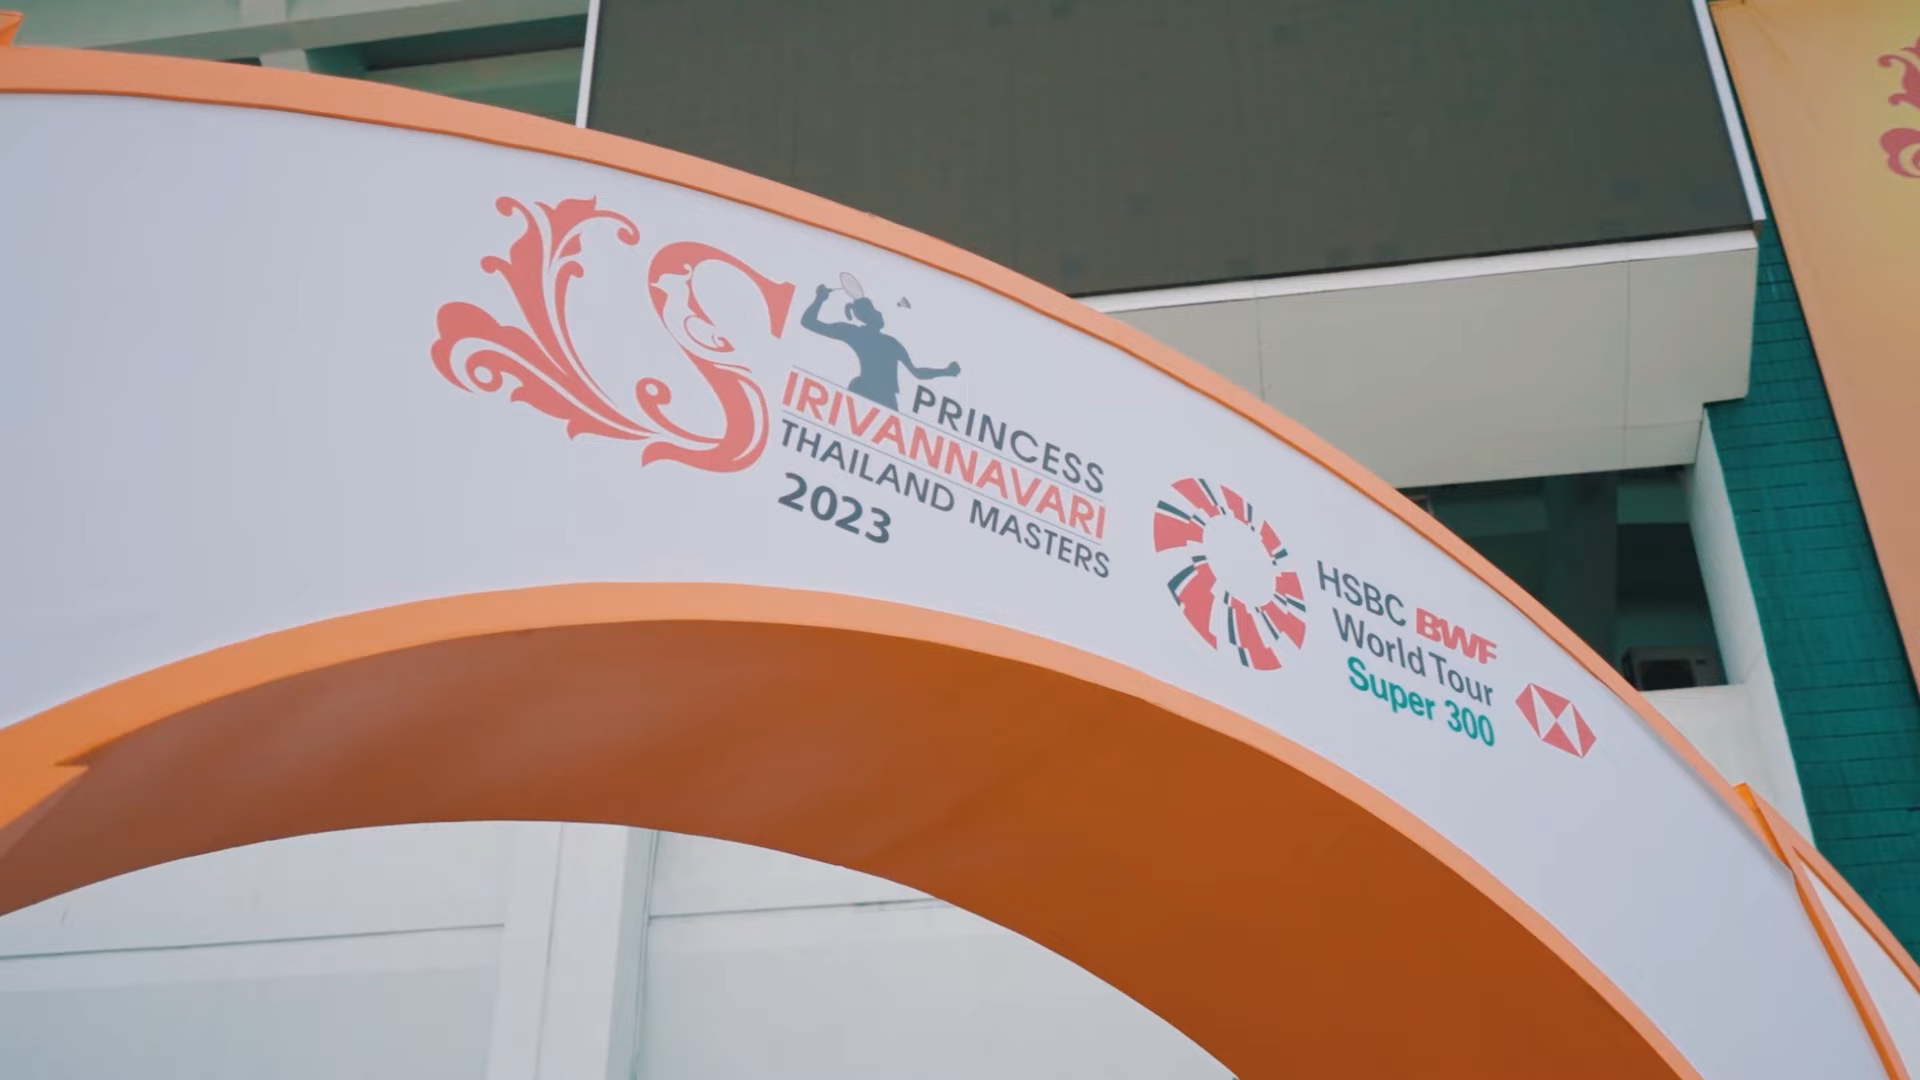 PRINCESS
SIRIVANNAVARI
THAILAND MASTERS
2023
HSBC BWF
World Tour
Super 300